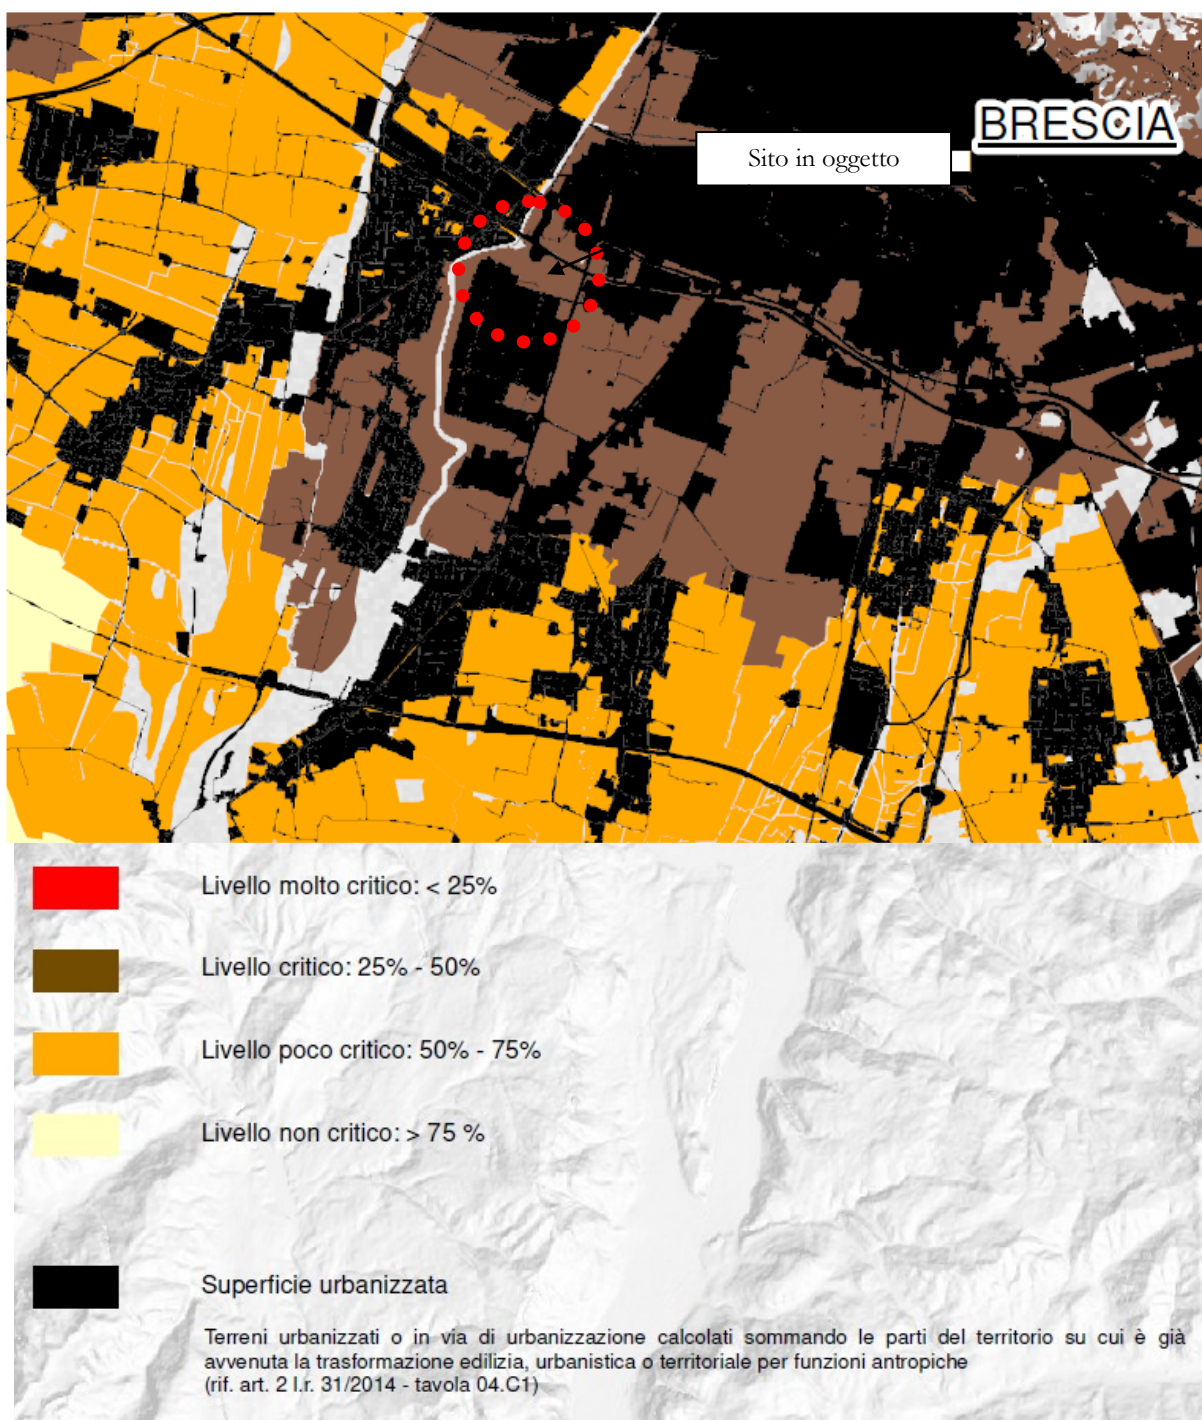 BRESCIA
Sito in oggetto
Livello molto critico: < 25%
Livello critico: 25% - 50%
Livello poco critico: 50% - 75%
Livello non critico: > 75 %
Superficie urbanizzata
Terreni urbanizzati o in via di urbanizzazione calcolati sommando le parti del territorio su cui è già
avvenuta la trasformazione edilizia, urbanistica o territoriale per funzioni antropiche
(rif. art. 2 l.r. 31/2014 - tavola 04.C1)